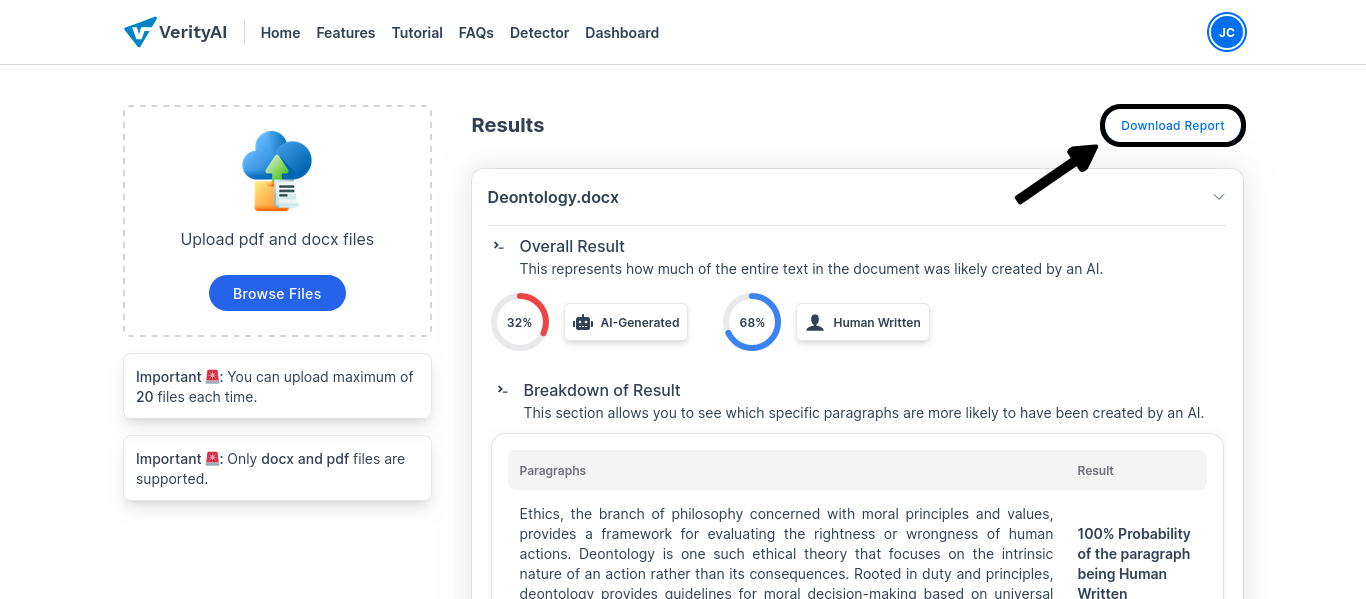 VerityAI
Home Features Tutorial FAQs Detector Dashboard
JC
Upload pdf and docx files
Browse Files
Important 🚨: You can upload maximum of
20 files each time.
Important 🚨: Only docx and pdf files are
supported.
Results
Download Report
Deontology.docx
Overall Result
This represents how much of the entire text in the document was likely created by an AI.
32% AI-Generated 68% Human Written
Breakdown of Result
This section allows you to see which specific paragraphs are more likely to have been created by an AI.
Paragraphs Result
Ethics, the branch of philosophy concerned with moral principles and values,
provides a framework for evaluating the rightness or wrongness of human
actions. Deontology is one such ethical theory that focuses on the intrinsic
nature of an action rather than its consequences. Rooted in duty and principles,
deontology provides guidelines for moral decision-making based on universal
100% Probability
of the paragraph
being Human
Written